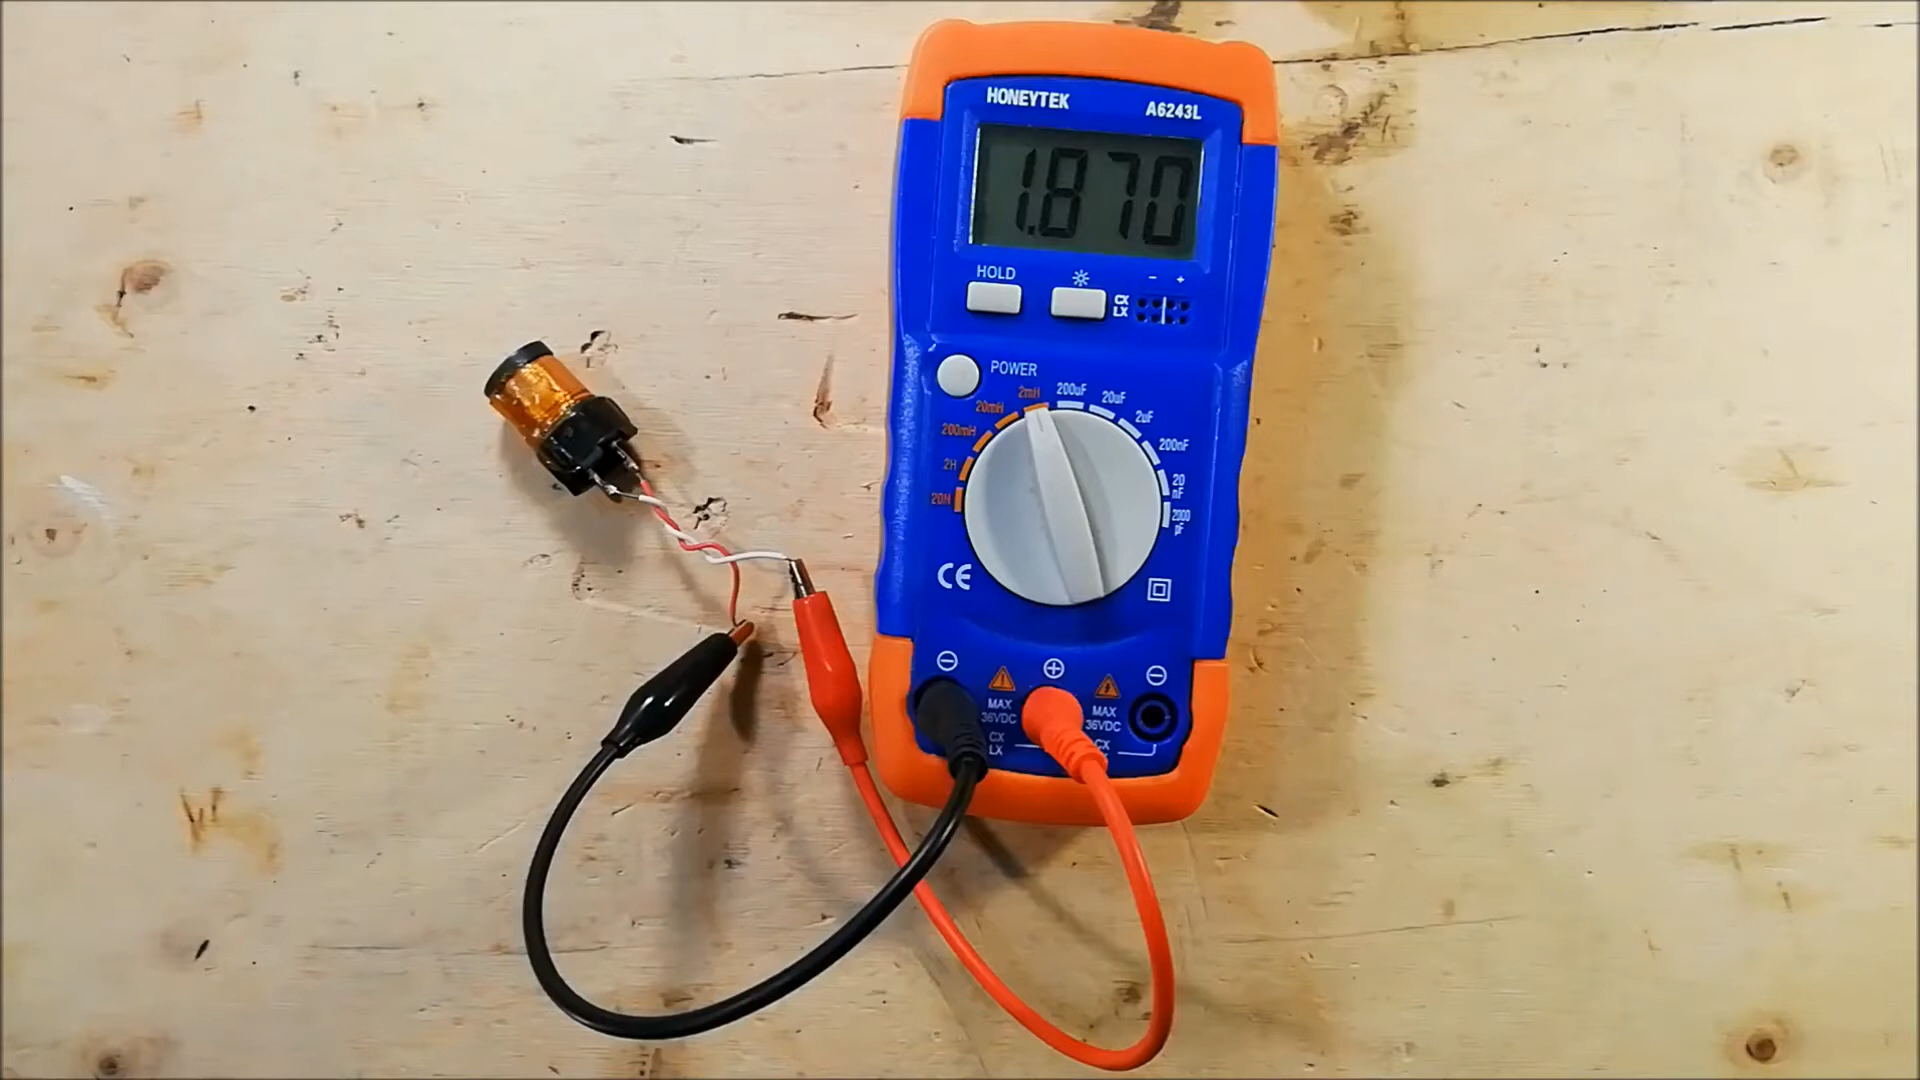 HONEYTEK
A6243L
1.870
HOLD
- +
CX
LX
POWER
2mH
200uF
20mH
20uF
2uF
200mH
200nF
2H
20
nF
20H
2000
pF
CE
MAX
36VDC
MAX
36VDC
CX
LX
CX